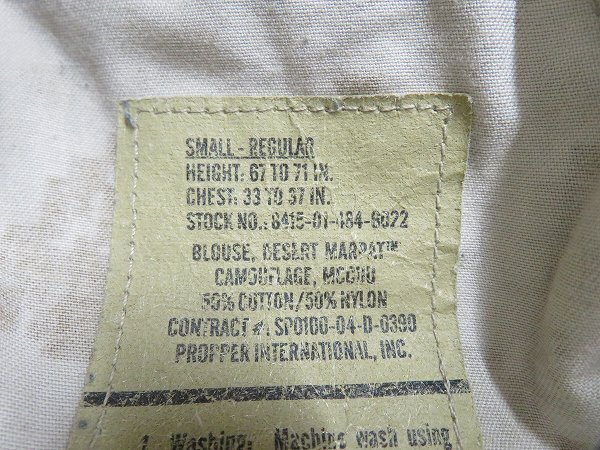 SMALL - REGULAR
HEIGHT: 67 TO 71 IN.
CHEST: 33 TO 37 IN.
STOCK NO.: 8415-01-484-6022
BLOUSE, DESERT MARPAT™
CAMOUFLAGE, MCCUU
50% COTTON/50% NYLON
CONTRACT #: SP0100-04-D-0390
PROPPER INTERNATIONAL, INC.
1. Washing: Machine wash using